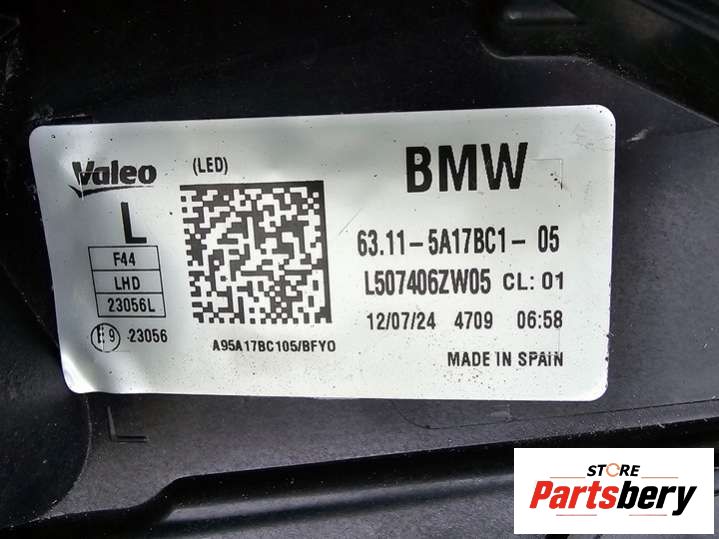 Valeo (LED) BMW
L
63.11-5A17BC1-05
F44
LHD
23056L
L507406ZW05 CL:01
E9 23056
12/07/24 4709 06:58
A95A17BC105/BFY0
MADE IN SPAIN
L
STORE
Partsbery